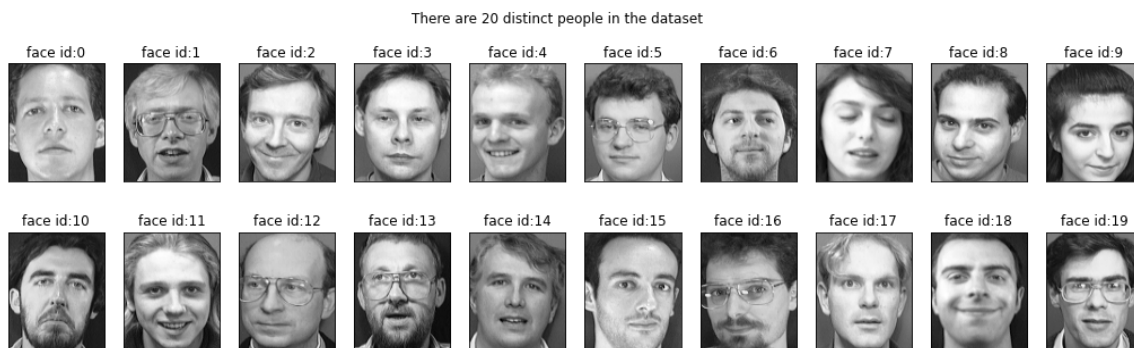 There are 20 distinct people in the dataset
face id:0 face id:1 face id:2 face id:3 face id:4 face id:5 face id:6 face id:7 face id:8 face id:9
face id:10 face id:11 face id:12 face id:13 face id:14 face id:15 face id:16 face id:17 face id:18 face id:19